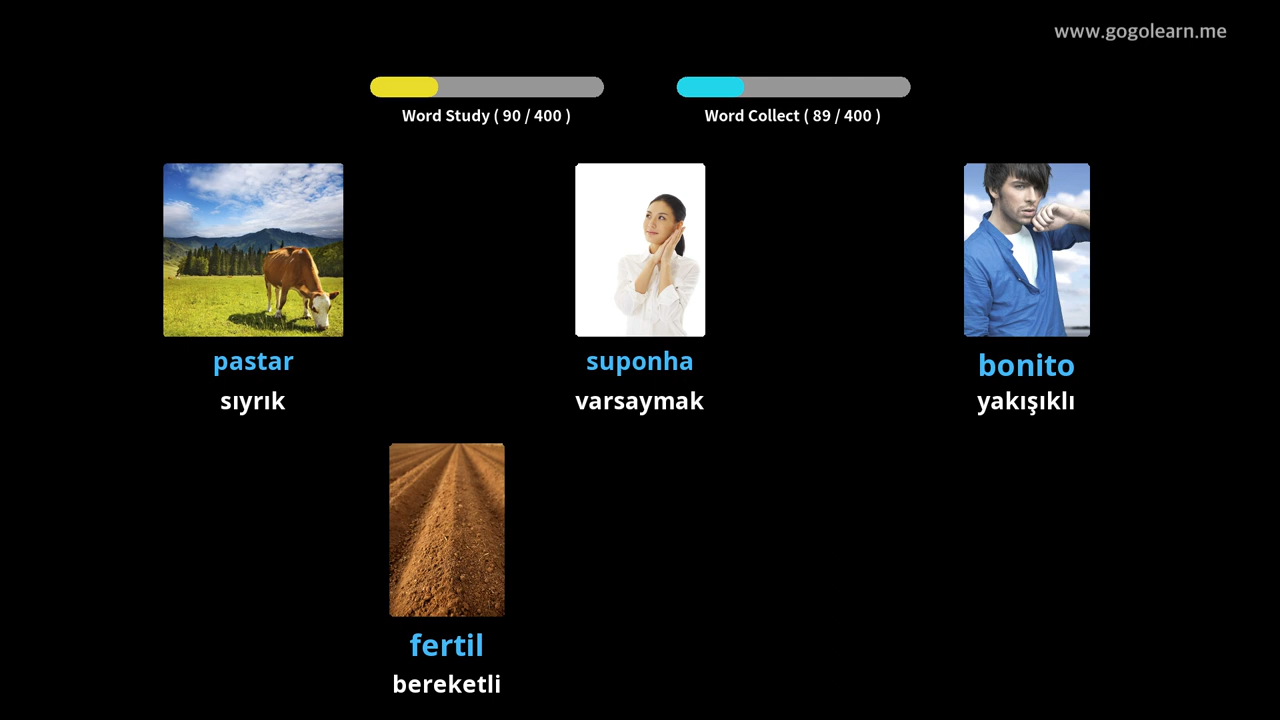 www.gogolearn.me
Word Study ( 90 / 400 )
Word Collect ( 89 / 400 )
pastar
sıyrık
suponha
varsaymak
bonito
yakışıklı
fertil
bereketli